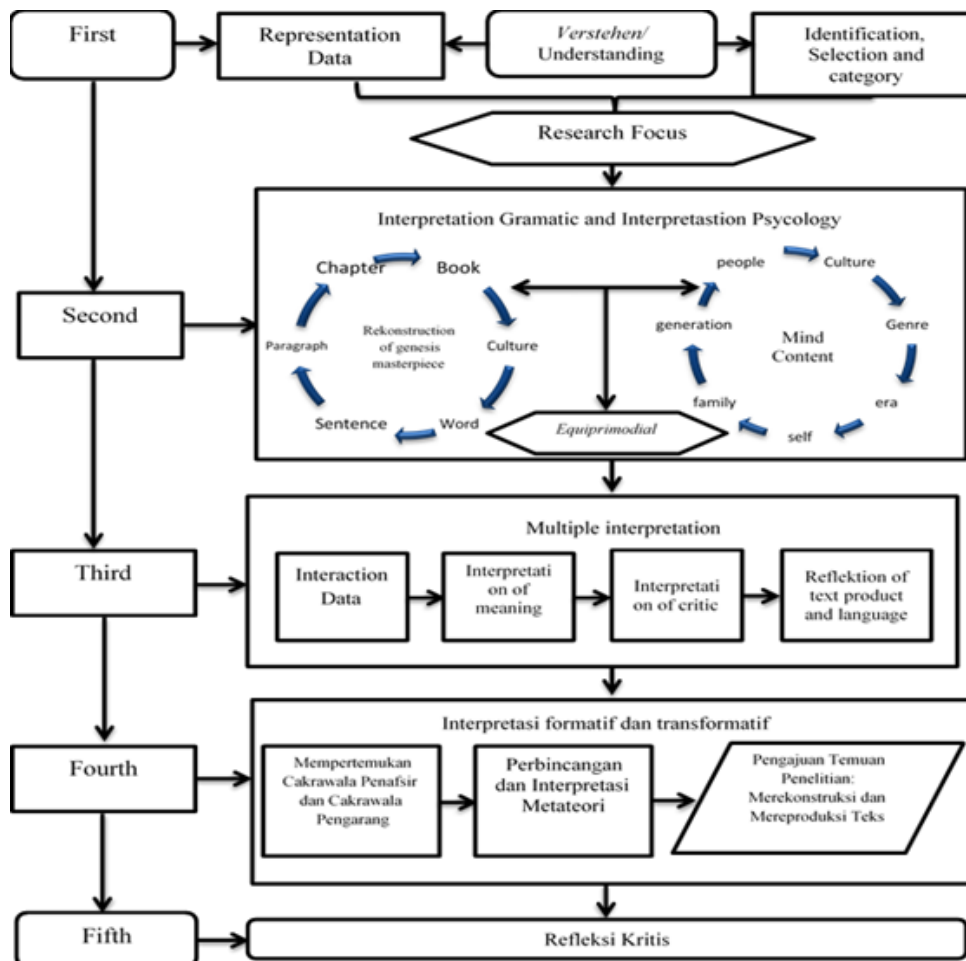 First
Representation
Data
Verstehen/
Understanding
Identification,
Selection and
category
Research Focus
Second
Interpretation Gramatic and Interpretastion Psycology
Chapter
Book
Culture
Word
Sentence
Paragraph
Rekonstruction
of genesis
masterpiece
people
Culture
Genre
era
self
family
generation
Mind
Content
Equiprimodial
Third
Multiple interpretation
Interaction
Data
Interpretati
on of
meaning
Interpretati
on of critic
Reflektion of
text product
and language
Fourth
Interpretasi formatif dan transformatif
Mempertemukan
Cakrawala Penafsir
dan Cakrawala
Pengarang
Perbincangan
dan Interpretasi
Metateori
Pengajuan Temuan
Penelitian:
Merekonstruksi dan
Mereproduksi Teks
Fifth
Refleksi Kritis